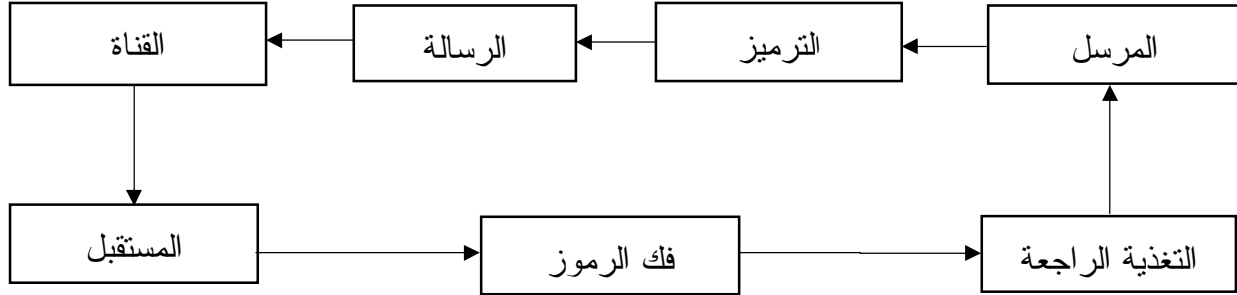 المرسل
الترميز
الرسالة
القناة
المستقبل
فك الرموز
التغذية الراجعة